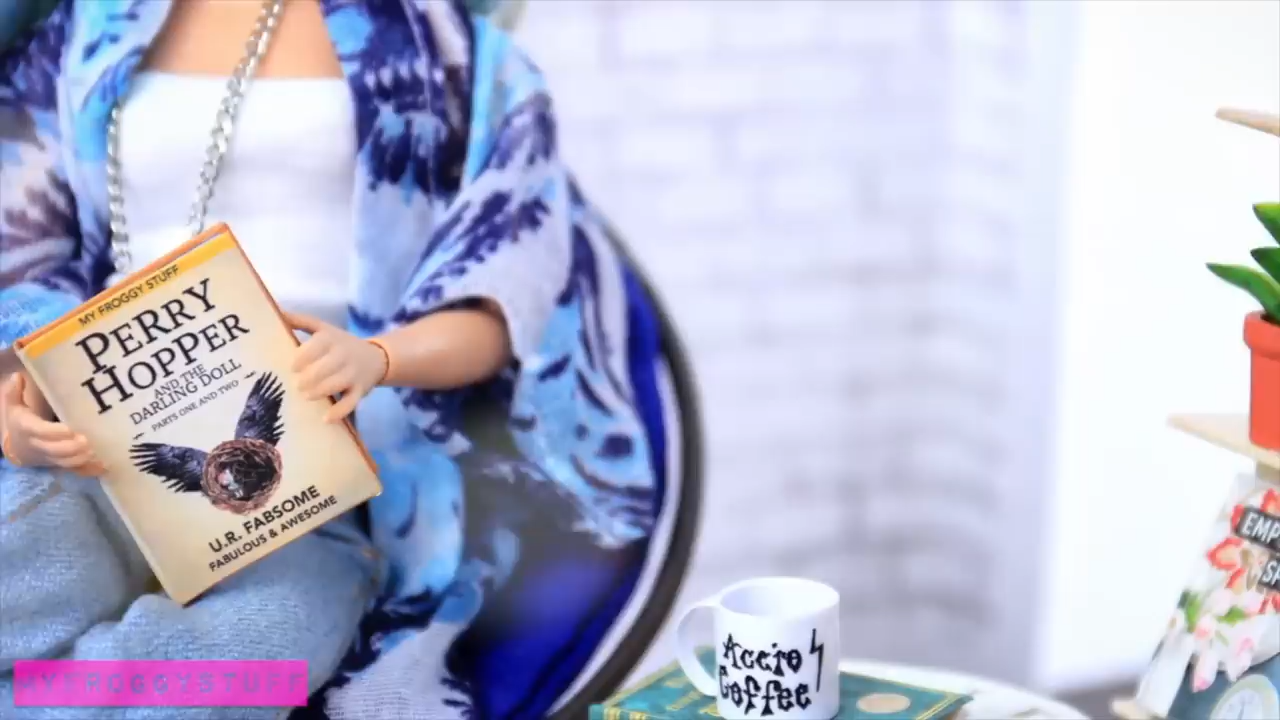 MY FROGGY STUFF
PERRY
HOPPER
AND THE
DARLING DOLL
PARTS ONE AND TWO
U.R. FABSOME
FABULOUS & AWESOME
Accio
Coffee
EMP
MYFROGGYSTUFF